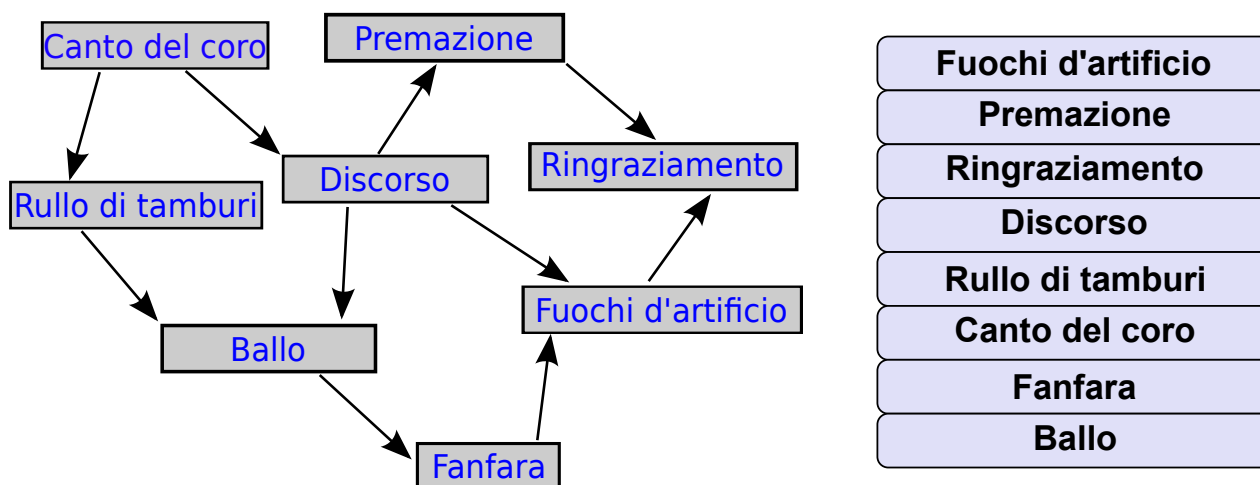 Canto del coro
Premazione
Rullo di tamburi
Discorso
Ringraziamento
Ballo
Fuochi d'artificio
Fanfara
Fuochi d'artificio
Premazione
Ringraziamento
Discorso
Rullo di tamburi
Canto del coro
Fanfara
Ballo